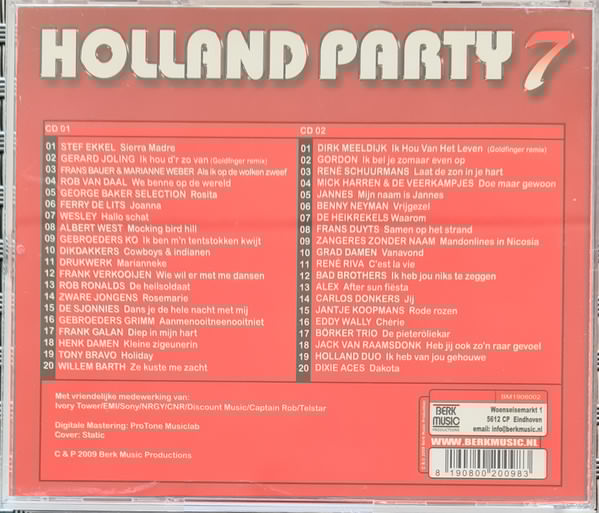 HOLLAND PARTY 7
CD 01
01 STEF EKKEL Sierra Madre
02 GERARD JOLING Ik hou d'r zo van (Goldfinger remix)
03 FRANS BAUER & MARIANNE WEBER Als ik op de wolken zweef
04 ROB VAN DAAL We benne op de wereld
05 GEORGE BAKER SELECTION Rosita
06 FERRY DE LITS Joanna
07 WESLEY Hallo schat
08 ALBERT WEST Mocking bird hill
09 GEBROEDERS KO Ik ben m'n tentstokken kwijt
10 DIKDAKKERS Cowboys & indianen
11 DRUKWERK Marianneke
12 FRANK VERKOOIJEN Wie wil er met me dansen
13 ROB RONALDS De heilsoldaat
14 ZWARE JONGENS Rosemarie
15 DE SJONNIES Dans je de hele nacht met mij
16 GEBROEDERS GRIMM Aanmenooitneenooitniet
17 FRANK GALAN Diep in mijn hart
18 HENK DAMEN Kleine zigeunerin
19 TONY BRAVO Holiday
20 WILLEM BARTH Ze kuste me zacht
CD 02
01 DIRK MEELDIJK Ik Hou Van Het Leven (Goldfinger remix)
02 GORDON Ik bel je zomaar even op
03 RENÉ SCHUURMANS Laat de zon in je hart
04 MICK HARREN & DE VEERKAMPJES Doe maar gewoon
05 JANNES Mijn naam is Jannes
06 BENNY NEYMAN Vrijgezel
07 DE HEIKREKELS Waarom
08 FRANS DUYTS Samen op het strand
09 ZANGERES ZONDER NAAM Mandonlines in Nicosia
10 GRAD DAMEN Vanavond
11 RENÉ RIVA C'est la vie
12 BAD BROTHERS Ik heb jou niks te zeggen
13 ALEX After sun fiësta
14 CARLOS DONKERS Jij
15 JANTJE KOOPMANS Rode rozen
16 EDDY WALLY Chérie
17 BÖRKER TRIO De pieteröliekar
18 JACK VAN RAAMSDONK Heb jij ook zo'n raar gevoel
19 HOLLAND DUO Ik heb van jou gehouwe
20 DIXIE ACES Dakota
Met vriendelijke medewerking van:
Ivory Tower/EMI/Sony/NRGY/CNR/Discount Music/Captain Rob/Telstar
Digitale Mastering: ProTone Musiclab
Cover: Static
C & P 2009 Berk Music Productions
BM1908002
BERK
MUSIC
PRODUCTIONS
Woenselsemarkt 1
5612 CP Eindhoven
email: info@berkmusic.nl
WWW.BERKMUSIC.NL
C & P 2009 Berk Music Productions
8 190800 200983